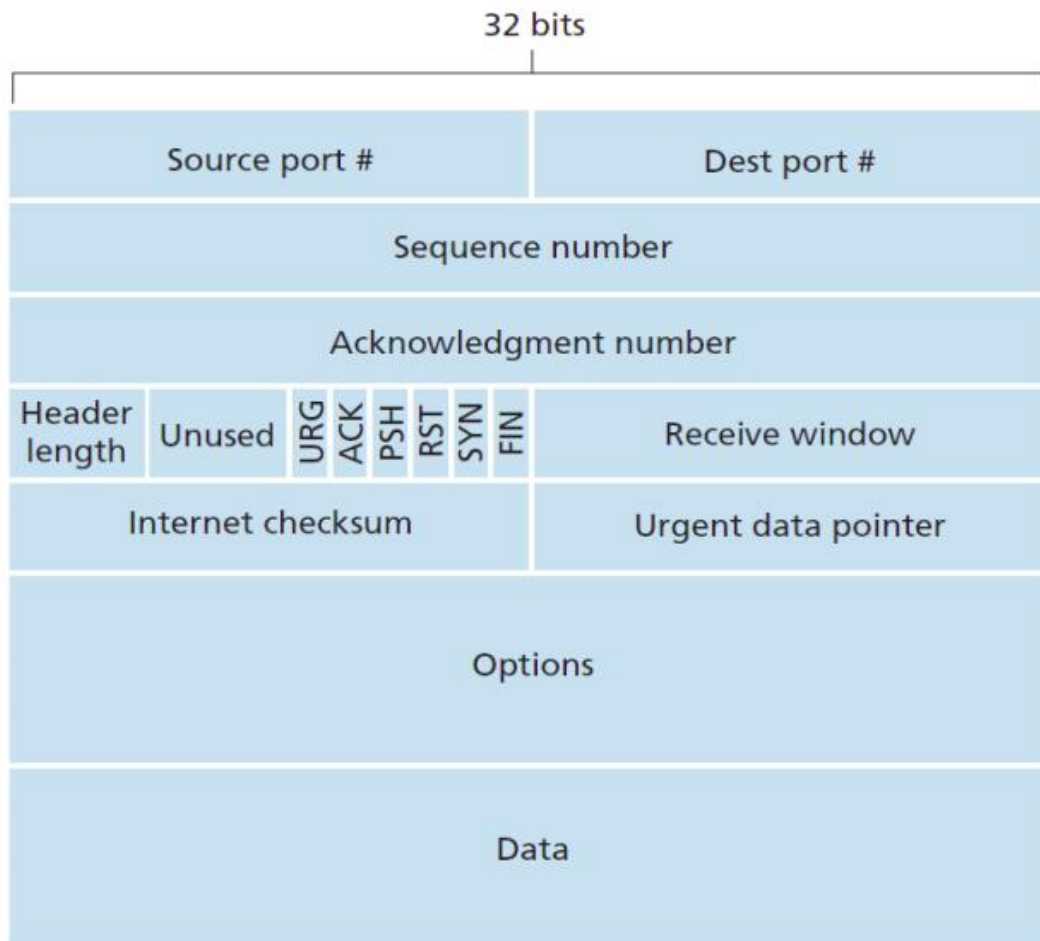 32 bits
Source port #
Dest port #
Sequence number
Acknowledgment number
Header
length
Unused
URG
ACK
PSH
RST
SYN
FIN
Receive window
Internet checksum
Urgent data pointer
Options
Data